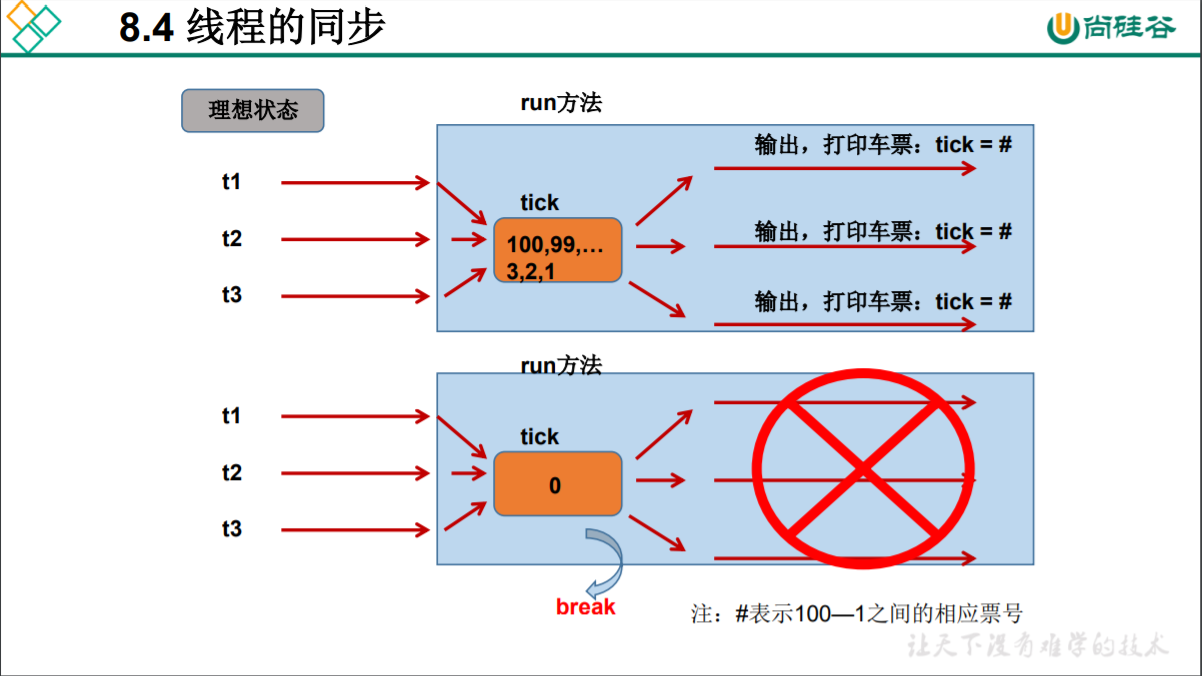 8.4 线程的同步
尚硅谷
理想状态
run方法
输出，打印车票：tick = #
t1
tick
t2
100,99,…
输出，打印车票：tick = #
3,2,1
t3
输出，打印车票：tick = #
run方法
t1
tick
t2
0
t3
break
注：#表示100—1之间的相应票号
让天下没有难学的技术